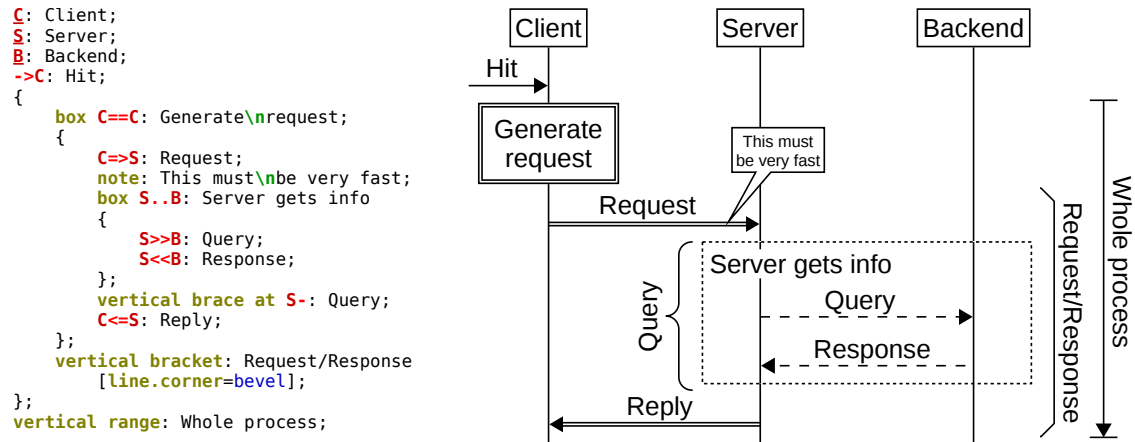 C: Client;
S: Server;
B: Backend;
->C: Hit;
{
    box C==C: Generate\nrequest;
    {
        C=>S: Request;
        note: This must\nbe very fast;
        box S..B: Server gets info
        {
            S>>B: Query;
            S<<B: Response;
        };
        vertical brace at S-: Query;
        C<=S: Reply;
    };
    vertical bracket: Request/Response
        [line.corner=bevel];
};
vertical range: Whole process;
Client
Server
Backend
Hit
Generate
request
This must
be very fast
Request
Server gets info
Query
Query
Response
Reply
Request/Response
Whole process